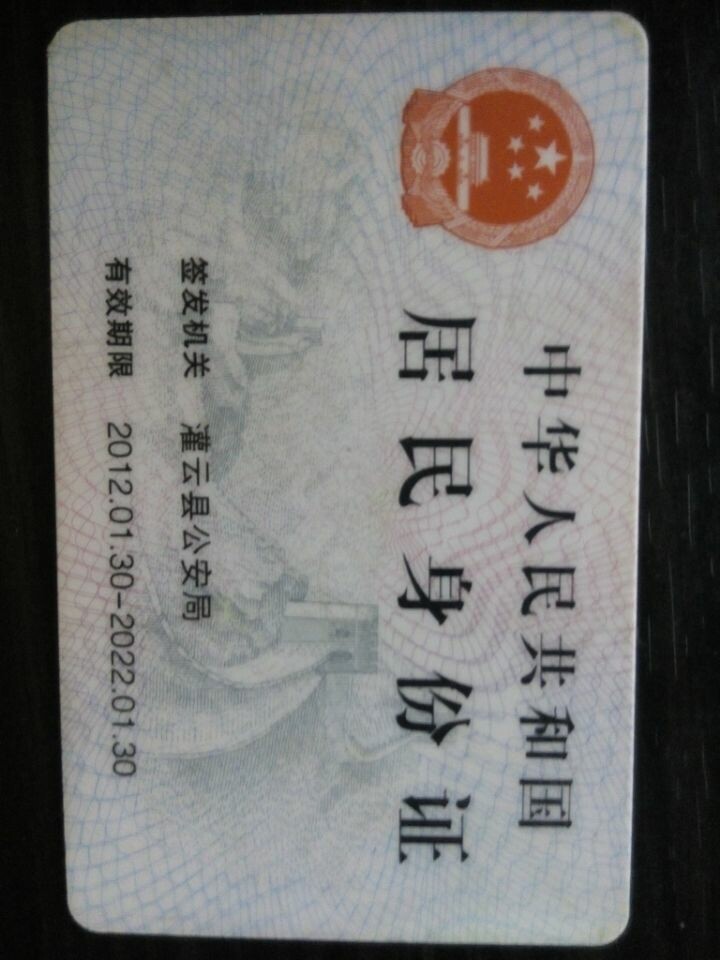 中华人民共和国
居民身份证
签发机关 灌云县公安局
有效期限 2012.01.30-2022.01.30